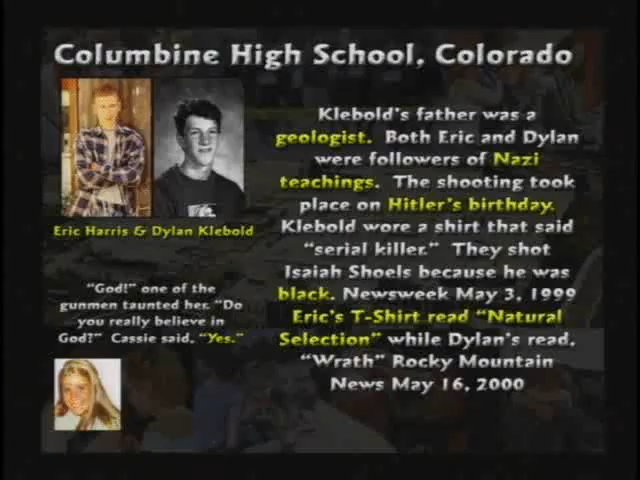 Columbine High School, Colorado
Eric Harris & Dylan Klebold
"God!" one of the
gunmen taunted her. "Do
you really believe in
God?" Cassie said, "Yes."
Klebold's father was a
geologist. Both Eric and Dylan
were followers of Nazi
teachings. The shooting took
place on Hitler's birthday.
Klebold wore a shirt that said
"serial killer." They shot
Isaiah Shoels because he was
black. Newsweek May 3, 1999
Eric's T-Shirt read "Natural
Selection" while Dylan's read,
"Wrath" Rocky Mountain
News May 16, 2000